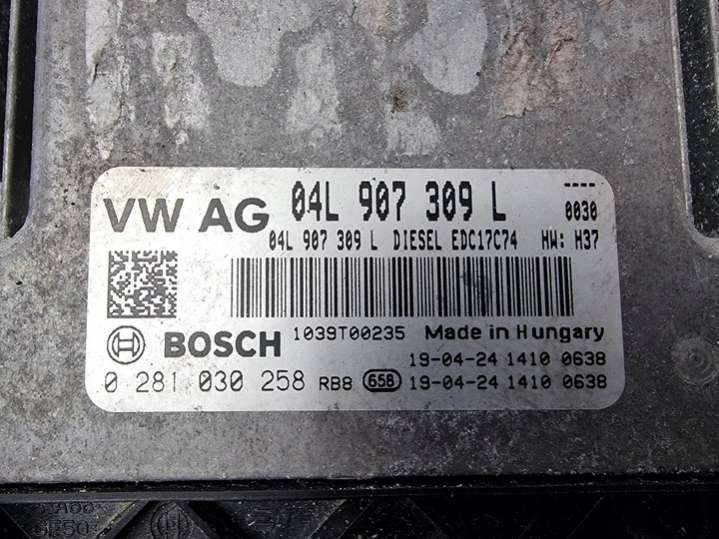 VW AG 04L 907 309 L ----
0030
04L 907 309 L DIESEL EDC17C74 HW: H37
BOSCH 1039T00235 Made in Hungary
19-04-24 1410 0638
0 281 030 258 RB8 658 19-04-24 1410 0638